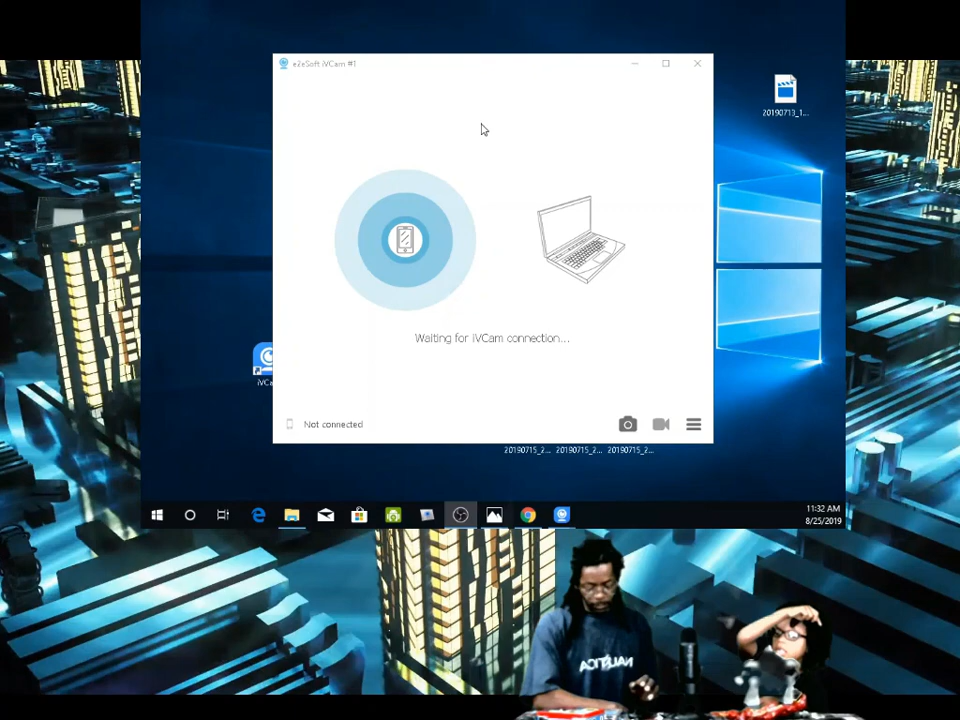 e2eSoft iVCam #1
20190713_1...
Waiting for iVCam connection...
iVCa
Not connected
20190715_2... 20190715_2... 20190715_2...
11:32 AM
8/25/2019
NAUTICA